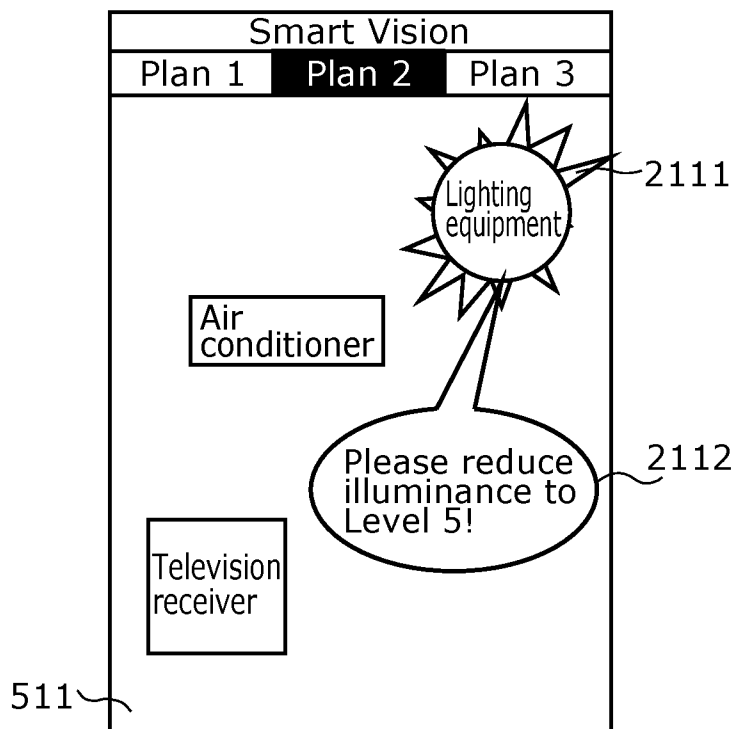 Smart Vision
Plan 1 Plan 2 Plan 3
Lighting
equipment
2111
Air
conditioner
Please reduce
illuminance to
Level 5!
2112
Television
receiver
511